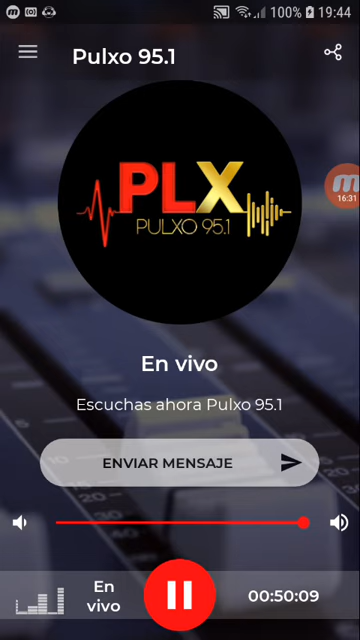 100% 19:44
Pulxo 95.1
PLX
PULXO 95.1
16:31
En vivo
Escuchas ahora Pulxo 95.1
ENVIAR MENSAJE
En
vivo
00:50:09